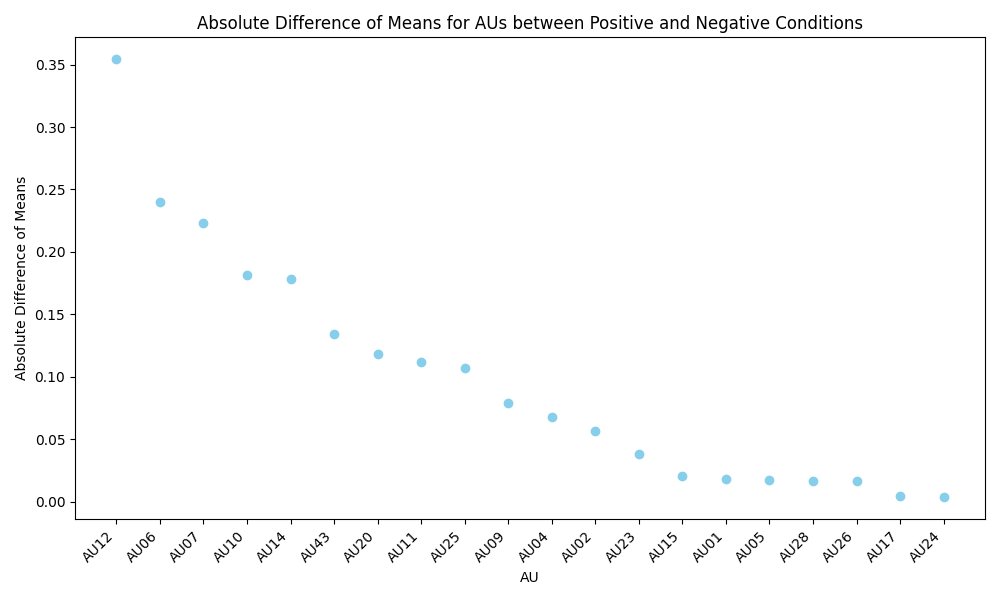 Absolute Difference of Means for AUs between Positive and Negative Conditions
Absolute Difference of Means
0.35
0.30
0.25
0.20
0.15
0.10
0.05
0.00
AU12 AU06 AU07 AU10 AU14 AU43 AU20 AU11 AU25 AU09 AU04 AU02 AU23 AU15 AU01 AU05 AU28 AU26 AU17 AU24
AU